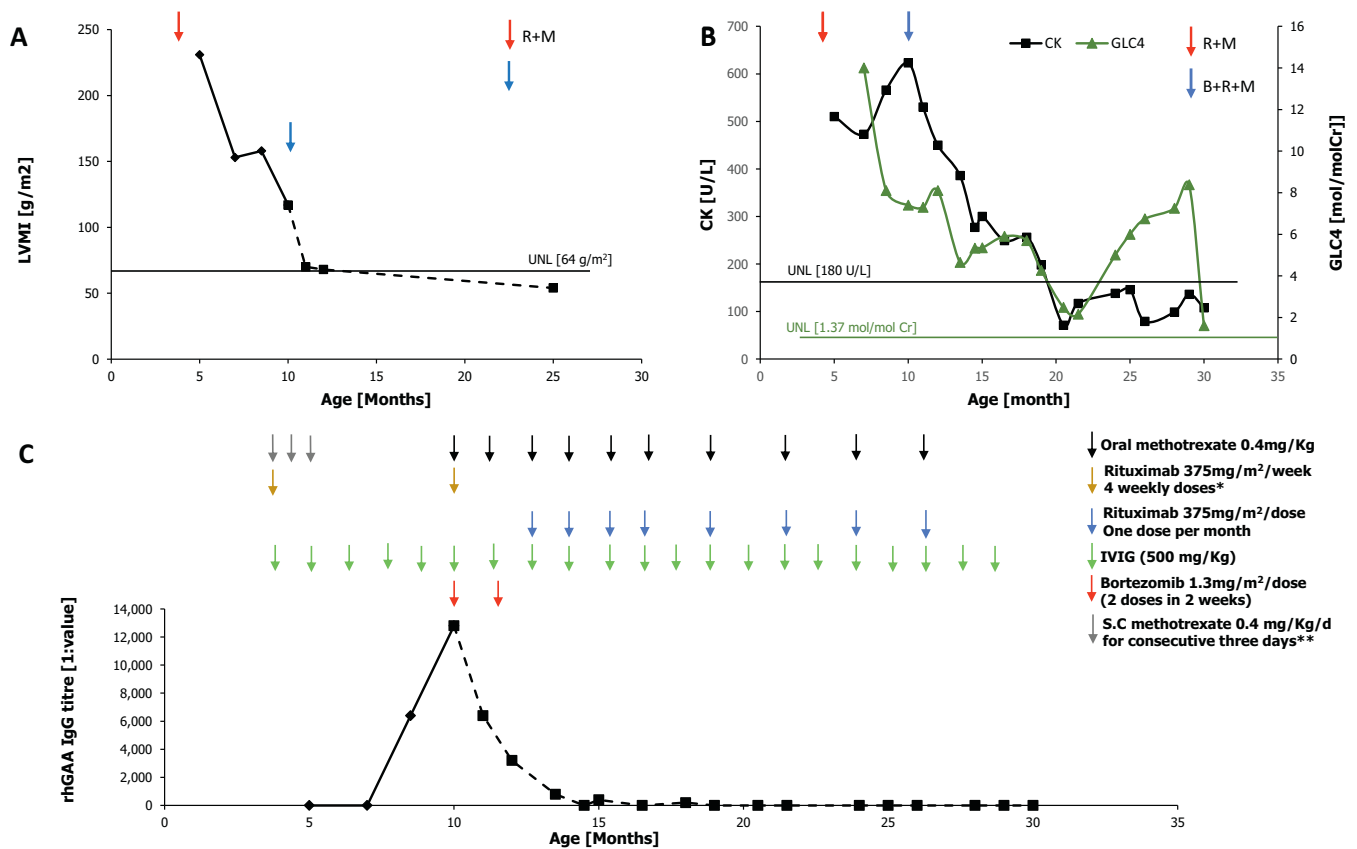 A
R+M
250
200
150
100
50
0
LVMI [g/m2]
UNL [64 g/m²]
0 5 10 15 20 25 30
Age [Months]
B
CK GLC4
R+M
B+R+M
700
600
500
400
300
200
100
0
CK [U/L]
16
14
12
10
8
6
4
2
0
GLC4 [mol/molCr]]
UNL [180 U/L]
UNL [1.37 mol/mol Cr]
0 5 10 15 20 25 30 35
Age [month]
C
Oral methotrexate 0.4mg/Kg
Rituximab 375mg/m²/week
4 weekly doses*
Rituximab 375mg/m²/dose
One dose per month
IVIG (500 mg/Kg)
Bortezomib 1.3mg/m²/dose
(2 doses in 2 weeks)
S.C methotrexate 0.4 mg/Kg/d
for consecutive three days**
14,000
12,000
10,000
8,000
6,000
4,000
2,000
0
rhGAA IgG titre [1:value]
0 5 10 15 20 25 30 35
Age [Months]